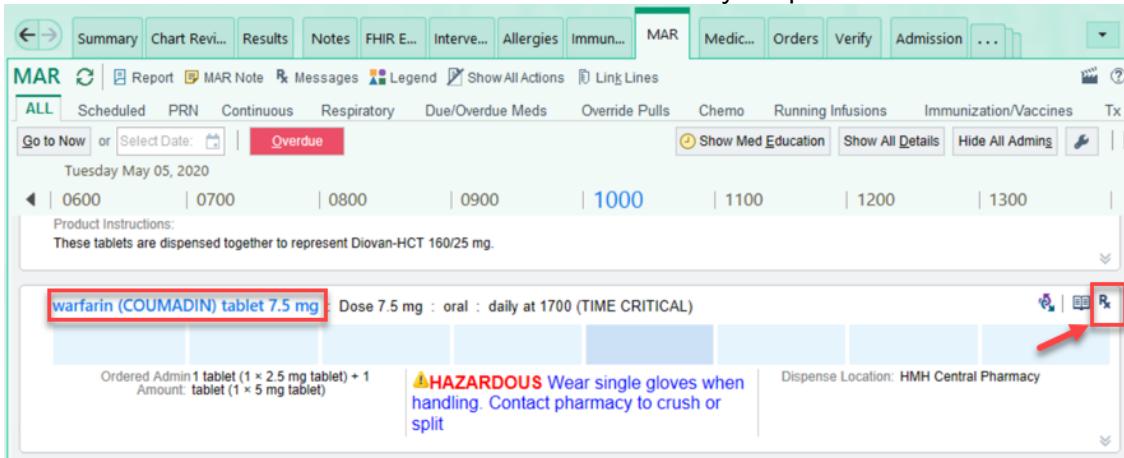 Summary Chart Revi... Results Notes FHIR E... Interve... Allergies Immun... MAR Medic... Orders Verify Admission ...
MAR Report MAR Note Messages Legend Show All Actions Link Lines
ALL Scheduled PRN Continuous Respiratory Due/Overdue Meds Override Pulls Chemo Running Infusions Immunization/Vaccines Tx
Go to Now or Select Date: Overdue Show Med Education Show All Details Hide All Admins
Tuesday May 05, 2020
0600 0700 0800 0900 1000 1100 1200 1300
Product Instructions:
These tablets are dispensed together to represent Diovan-HCT 160/25 mg.
warfarin (COUMADIN) tablet 7.5 mg : Dose 7.5 mg : oral : daily at 1700 (TIME CRITICAL) Rx
Ordered Admin Amount: 1 tablet (1 × 2.5 mg tablet) + 1 tablet (1 × 5 mg tablet)
HAZARDOUS Wear single gloves when
handling. Contact pharmacy to crush or
split
Dispense Location: HMH Central Pharmacy